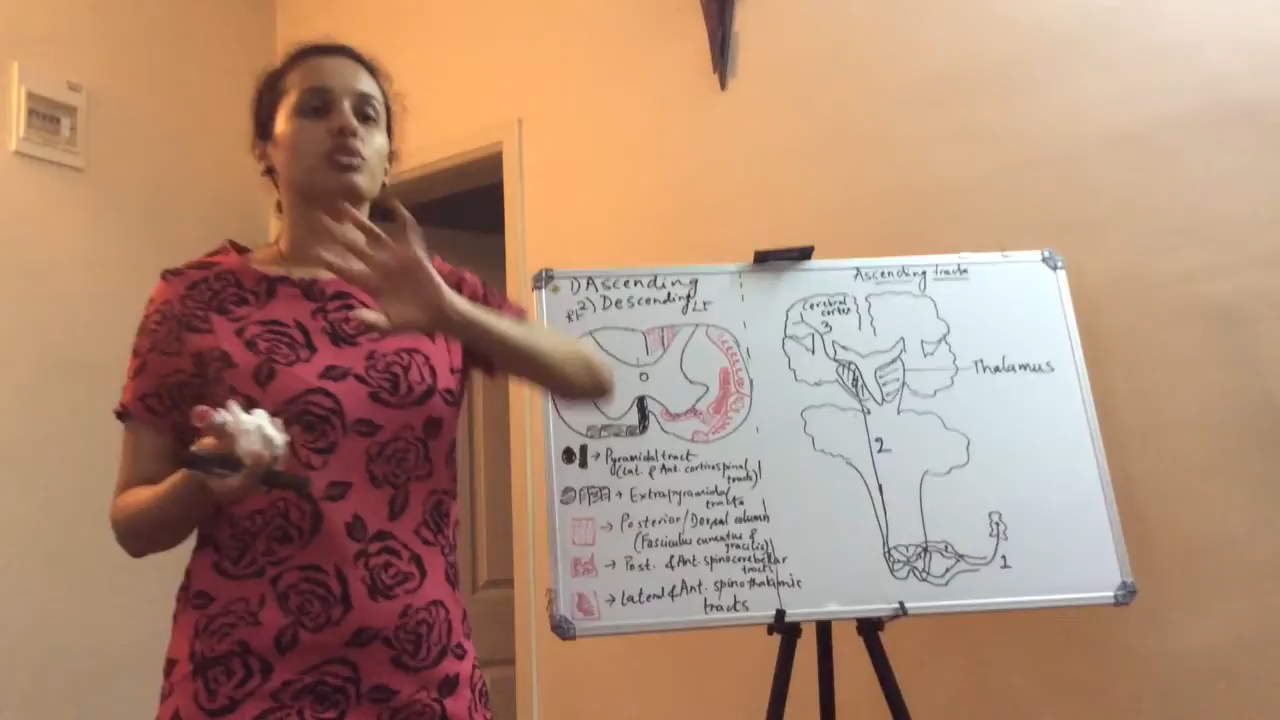 1) Ascending
2) Descending
RF
LF
→ Pyramidal tract
(Lat. & Ant. corticospinal
tracts)
→ Extrapyramidal
tracts
→ Posterior/Dorsal column
(Fasciculus cuneatus &
gracilis)
→ Post. & Ant. spinocerebellar
tracts
→ Lateral & Ant. spinothalamic
tracts
Ascending tracts
Cerebral
cortex
3
Thalamus
2
1